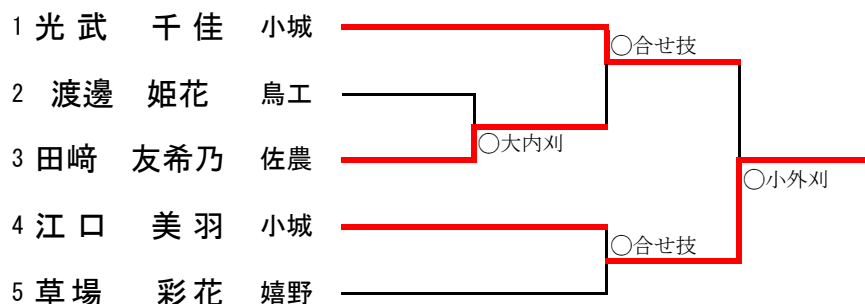 1 光武 千佳 小城
○合せ技
2 渡邊 姫花 鳥工
○大内刈
3 田﨑 友希乃 佐農
○小外刈
4 江口 美羽 小城
○合せ技
5 草場 彩花 嬉野